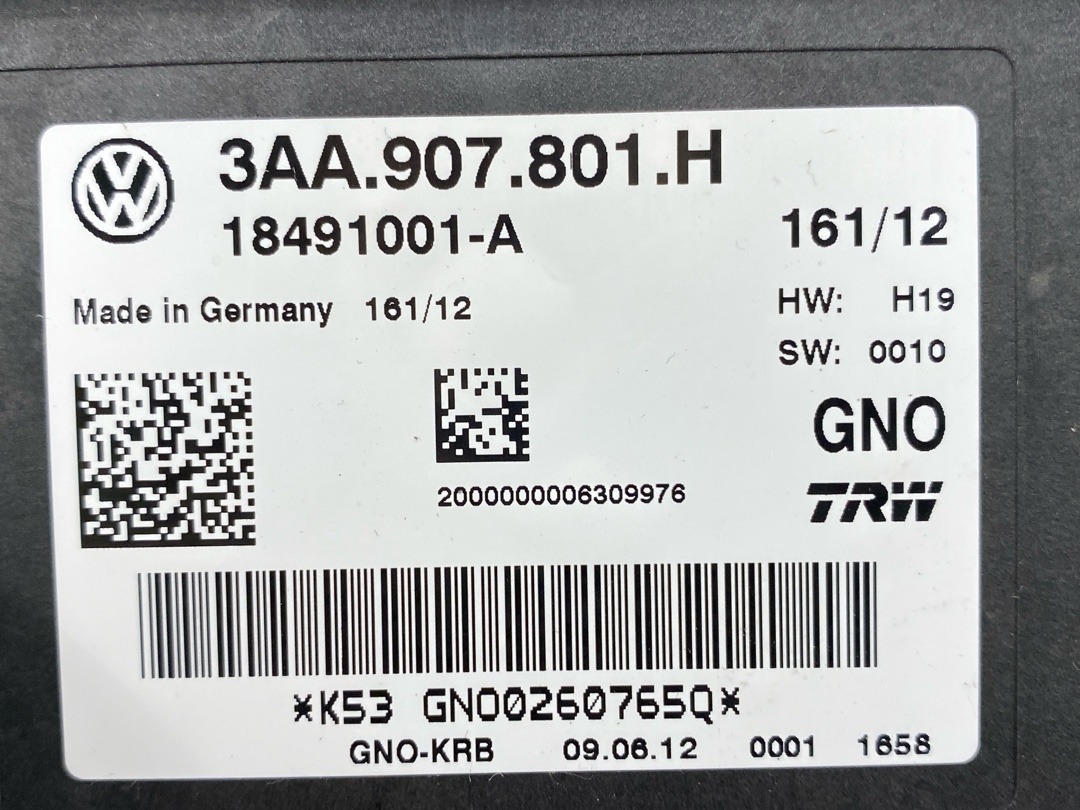 3AA.907.801.H
18491001-A 161/12
Made in Germany 161/12 HW: H19
SW: 0010
GNO
2000000006309976 TRW
*K53 GNO0260765Q*
GNO-KRB 09.06.12 0001 1658